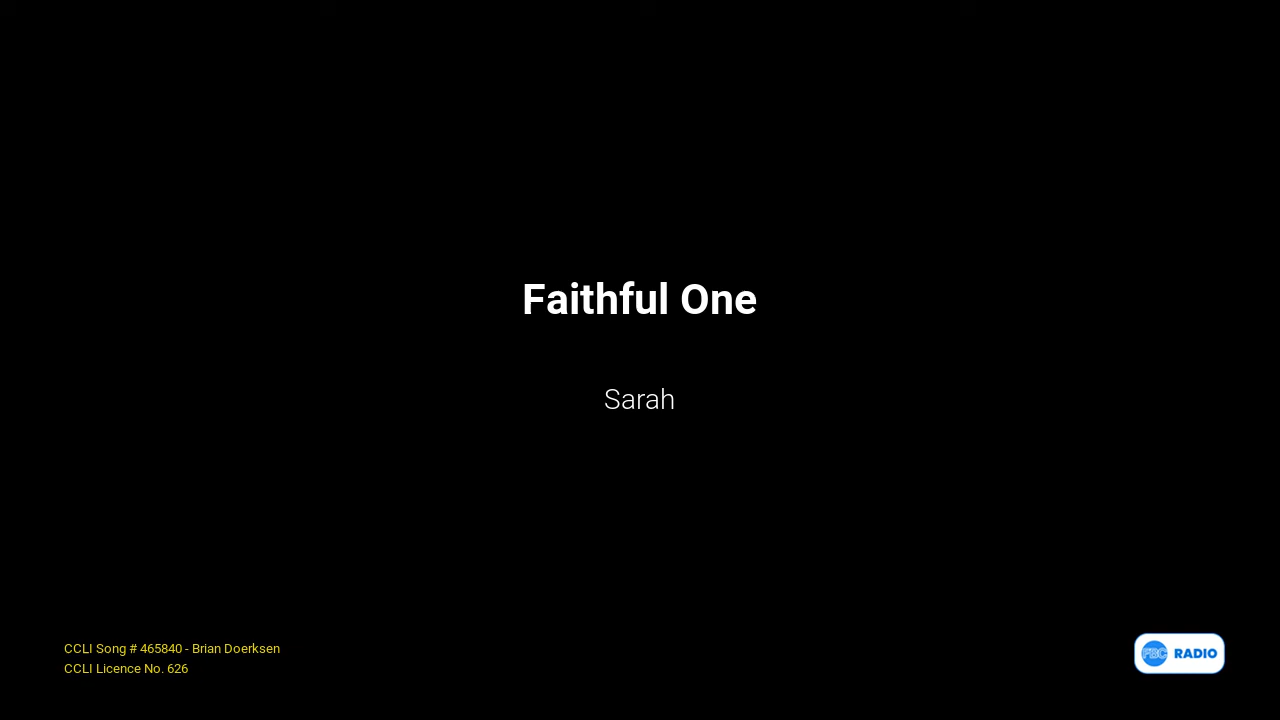 Faithful One
Sarah
CCLI Song # 465840 - Brian Doerksen
CCLI Licence No. 626
FBC RADIO